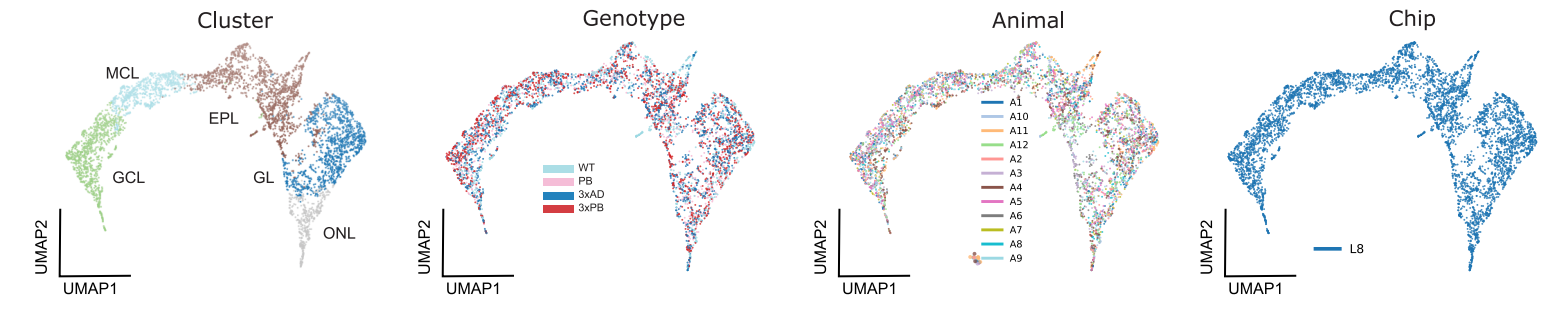 Cluster
MCL
EPL
GCL
GL
ONL
UMAP2
UMAP1
Genotype
WT
PB
3xAD
3xPB
UMAP2
UMAP1
Animal
A1
A10
A11
A12
A2
A3
A4
A5
A6
A7
A8
A9
UMAP2
UMAP1
Chip
L8
UMAP2
UMAP1